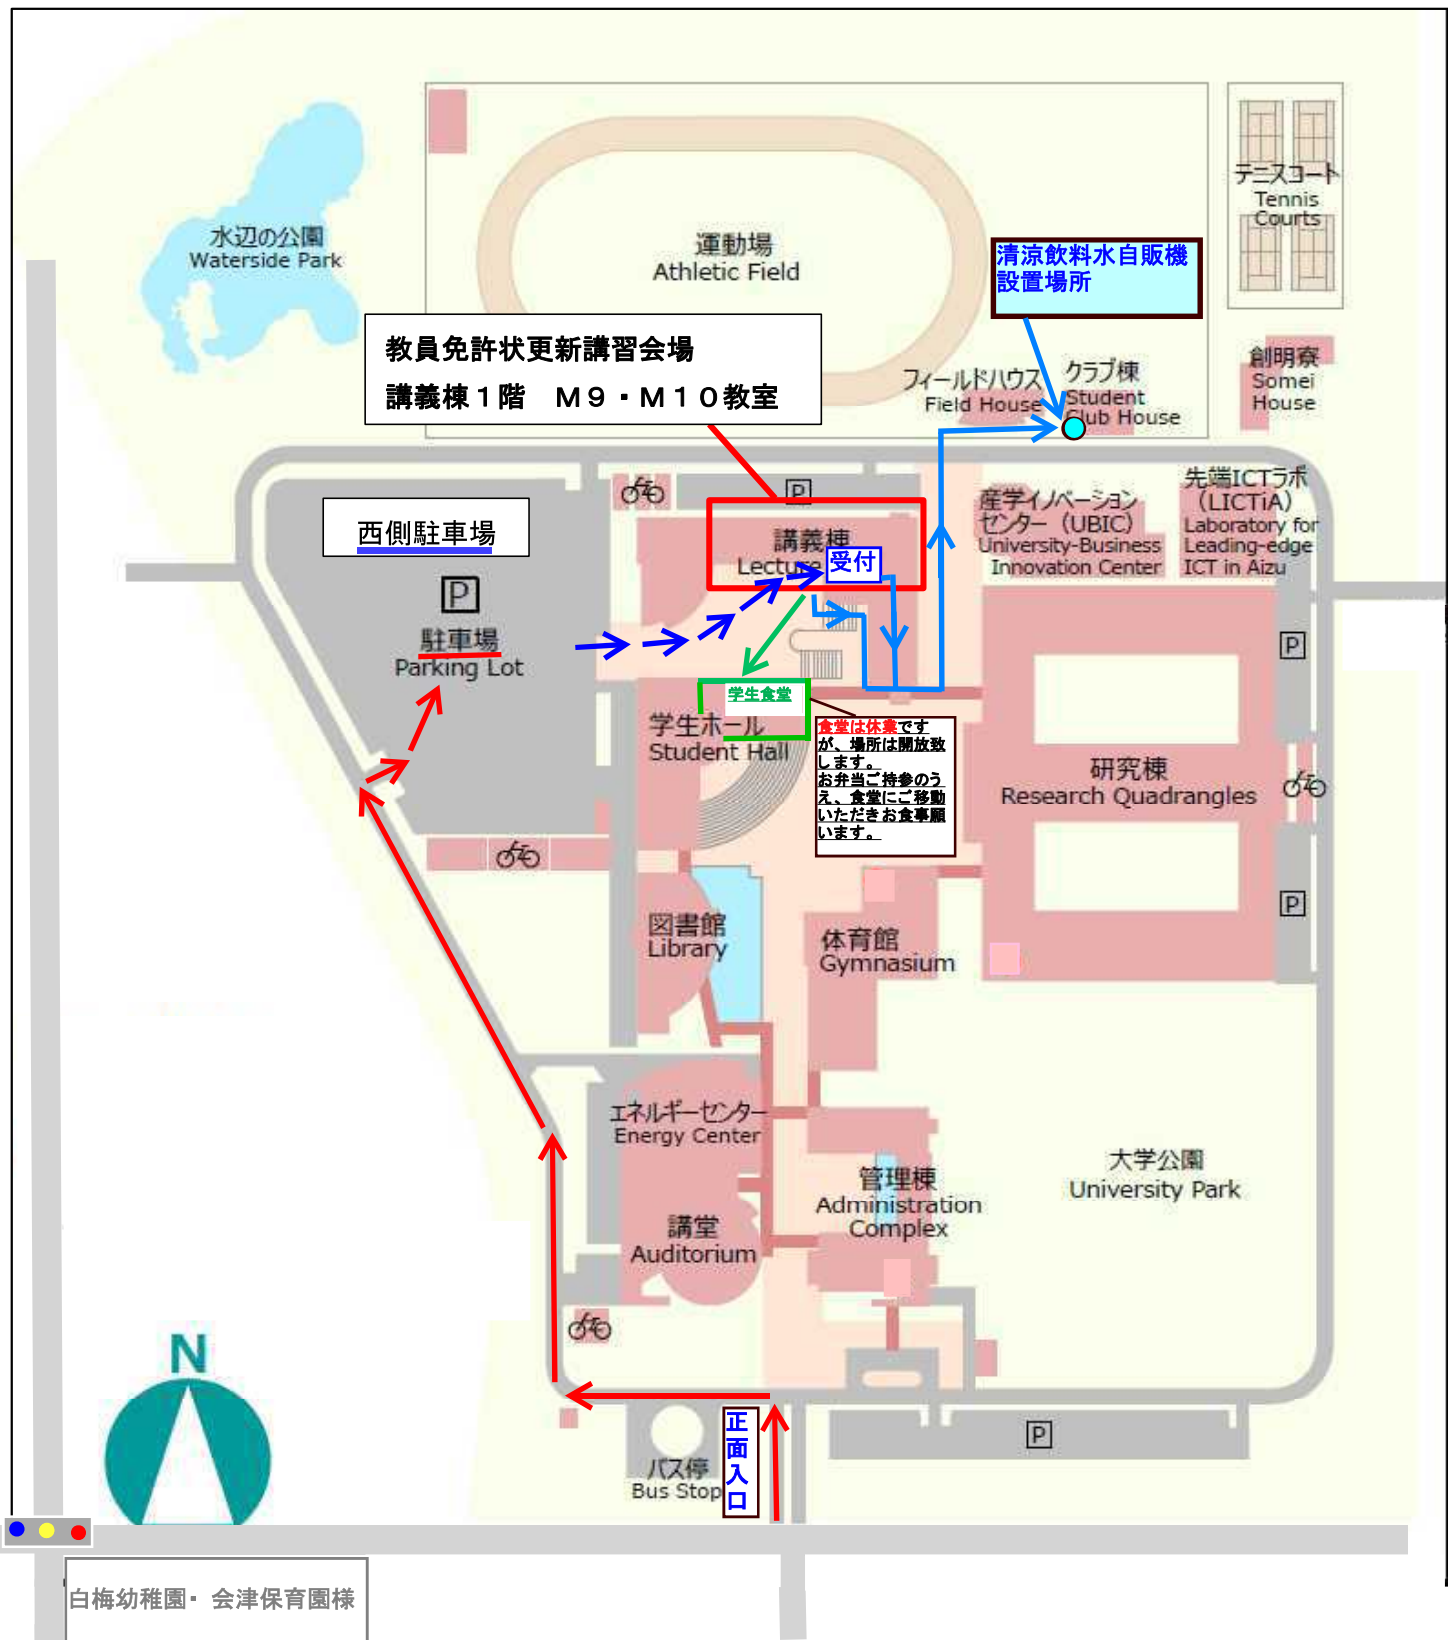 水辺の公園
Waterside Park
運動場
Athletic Field
テニスコート
Tennis
Courts
清涼飲料水自販機
設置場所
教員免許状更新講習会場
講義棟1階　M9・M10教室
フィールドハウス
Field House
クラブ棟
Student
Club House
創明寮
Somei
House
西側駐車場
P
駐車場
Parking Lot
P
講義棟
Lecture
受付
産学イノベーション
センター（UBIC）
University-Business
Innovation Center
先端ICTラボ
（LICTiA）
Laboratory for
Leading-edge
ICT in Aizu
P
学生食堂
学生ホール
Student Hall
食堂は休業です
が、場所は開放致
します。
お弁当ご持参のう
え、食堂にご移動
いただきお食事願
います。
研究棟
Research Quadrangles
P
図書館
Library
体育館
Gymnasium
エネルギーセンター
Energy Center
管理棟
Administration
Complex
大学公園
University Park
講堂
Auditorium
N
正
面
入
口
バス停
Bus Stop
P
白梅幼稚園・ 会津保育園様